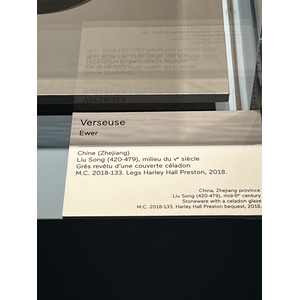 Verseuse
Ewer
Chine (Zhejiang)
Liu Song (420-479), milieu du vᵉ siècle
Grès revêtu d'une couverte céladon
M.C. 2018-133. Legs Harley Hall Preston, 2018.
China, Zhejiang province
Liu Song (420-479), mid-5ᵗʰ century
Stoneware with a celadon glaze
M.C. 2018-133. Harley Hall Preston bequest, 2018.